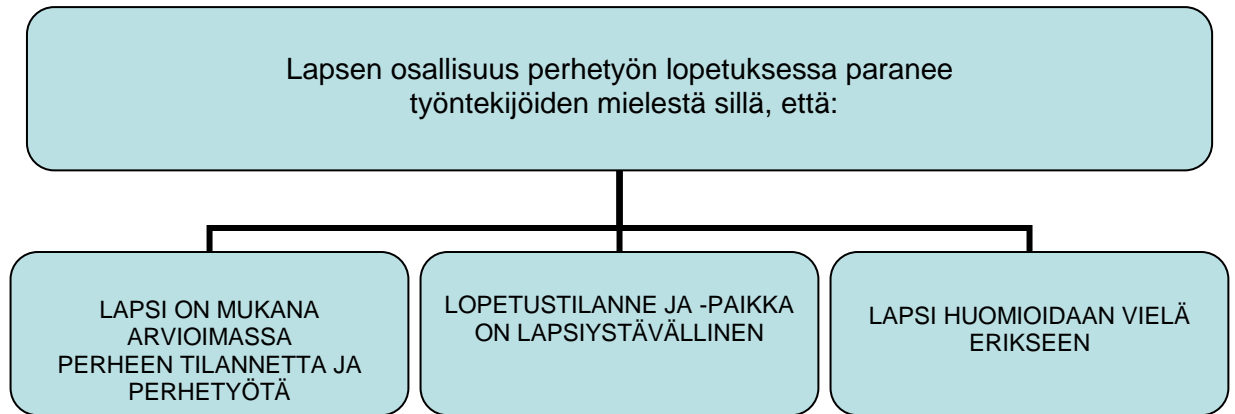 Lapsen osallisuus perhetyön lopetuksessa paranee
työntekijöiden mielestä sillä, että:
LAPSI ON MUKANA
ARVIOIMASSA
PERHEEN TILANNETTA JA
PERHETYÖTÄ
LOPETUSTILANNE JA -PAIKKA
ON LAPSIYSTÄVÄLLINEN
LAPSI HUOMIOIDAAN VIELÄ
ERIKSEEN